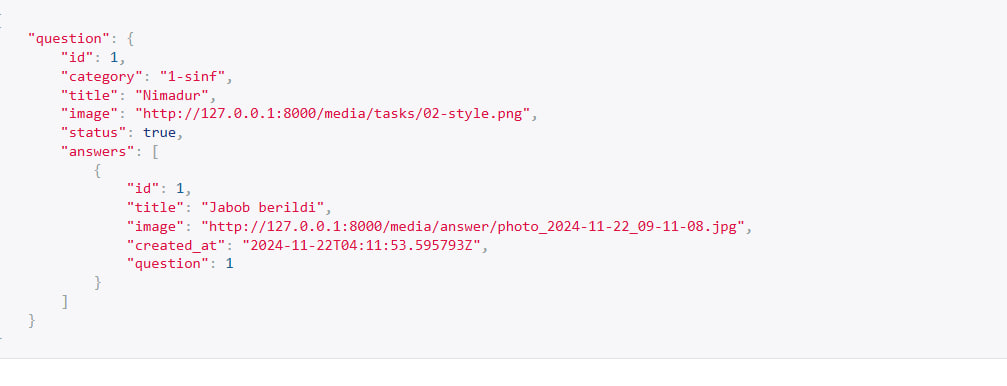 "question": {
"id": 1,
"category": "1-sinf",
"title": "Nimadur",
"image": "http://127.0.0.1:8000/media/tasks/02-style.png",
"status": true,
"answers": [
{
"id": 1,
"title": "Jabob berildi",
"image": "http://127.0.0.1:8000/media/answer/photo_2024-11-22_09-11-08.jpg",
"created_at": "2024-11-22T04:11:53.595793Z",
"question": 1
}
]
}